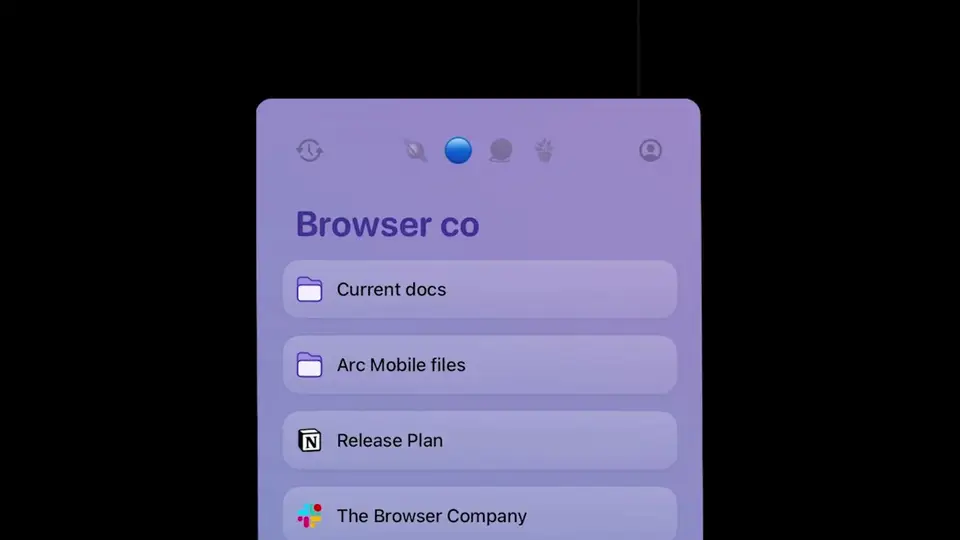 Browser co
Current docs
Arc Mobile files
Release Plan
The Browser Company